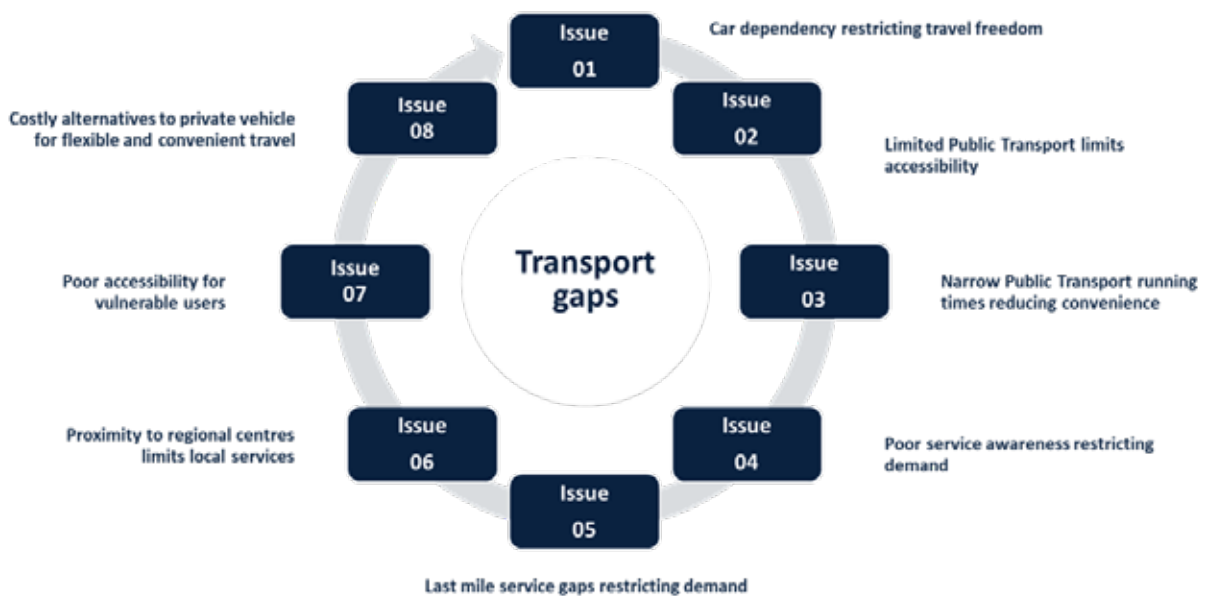 Issue
01
Car dependency restricting travel freedom
Issue
02
Limited Public Transport limits
accessibility
Issue
03
Narrow Public Transport running
times reducing convenience
Issue
04
Poor service awareness restricting
demand
Issue
05
Last mile service gaps restricting demand
Issue
06
Proximity to regional centres
limits local services
Issue
07
Poor accessibility for
vulnerable users
Issue
08
Costly alternatives to private vehicle
for flexible and convenient travel
Transport
gaps